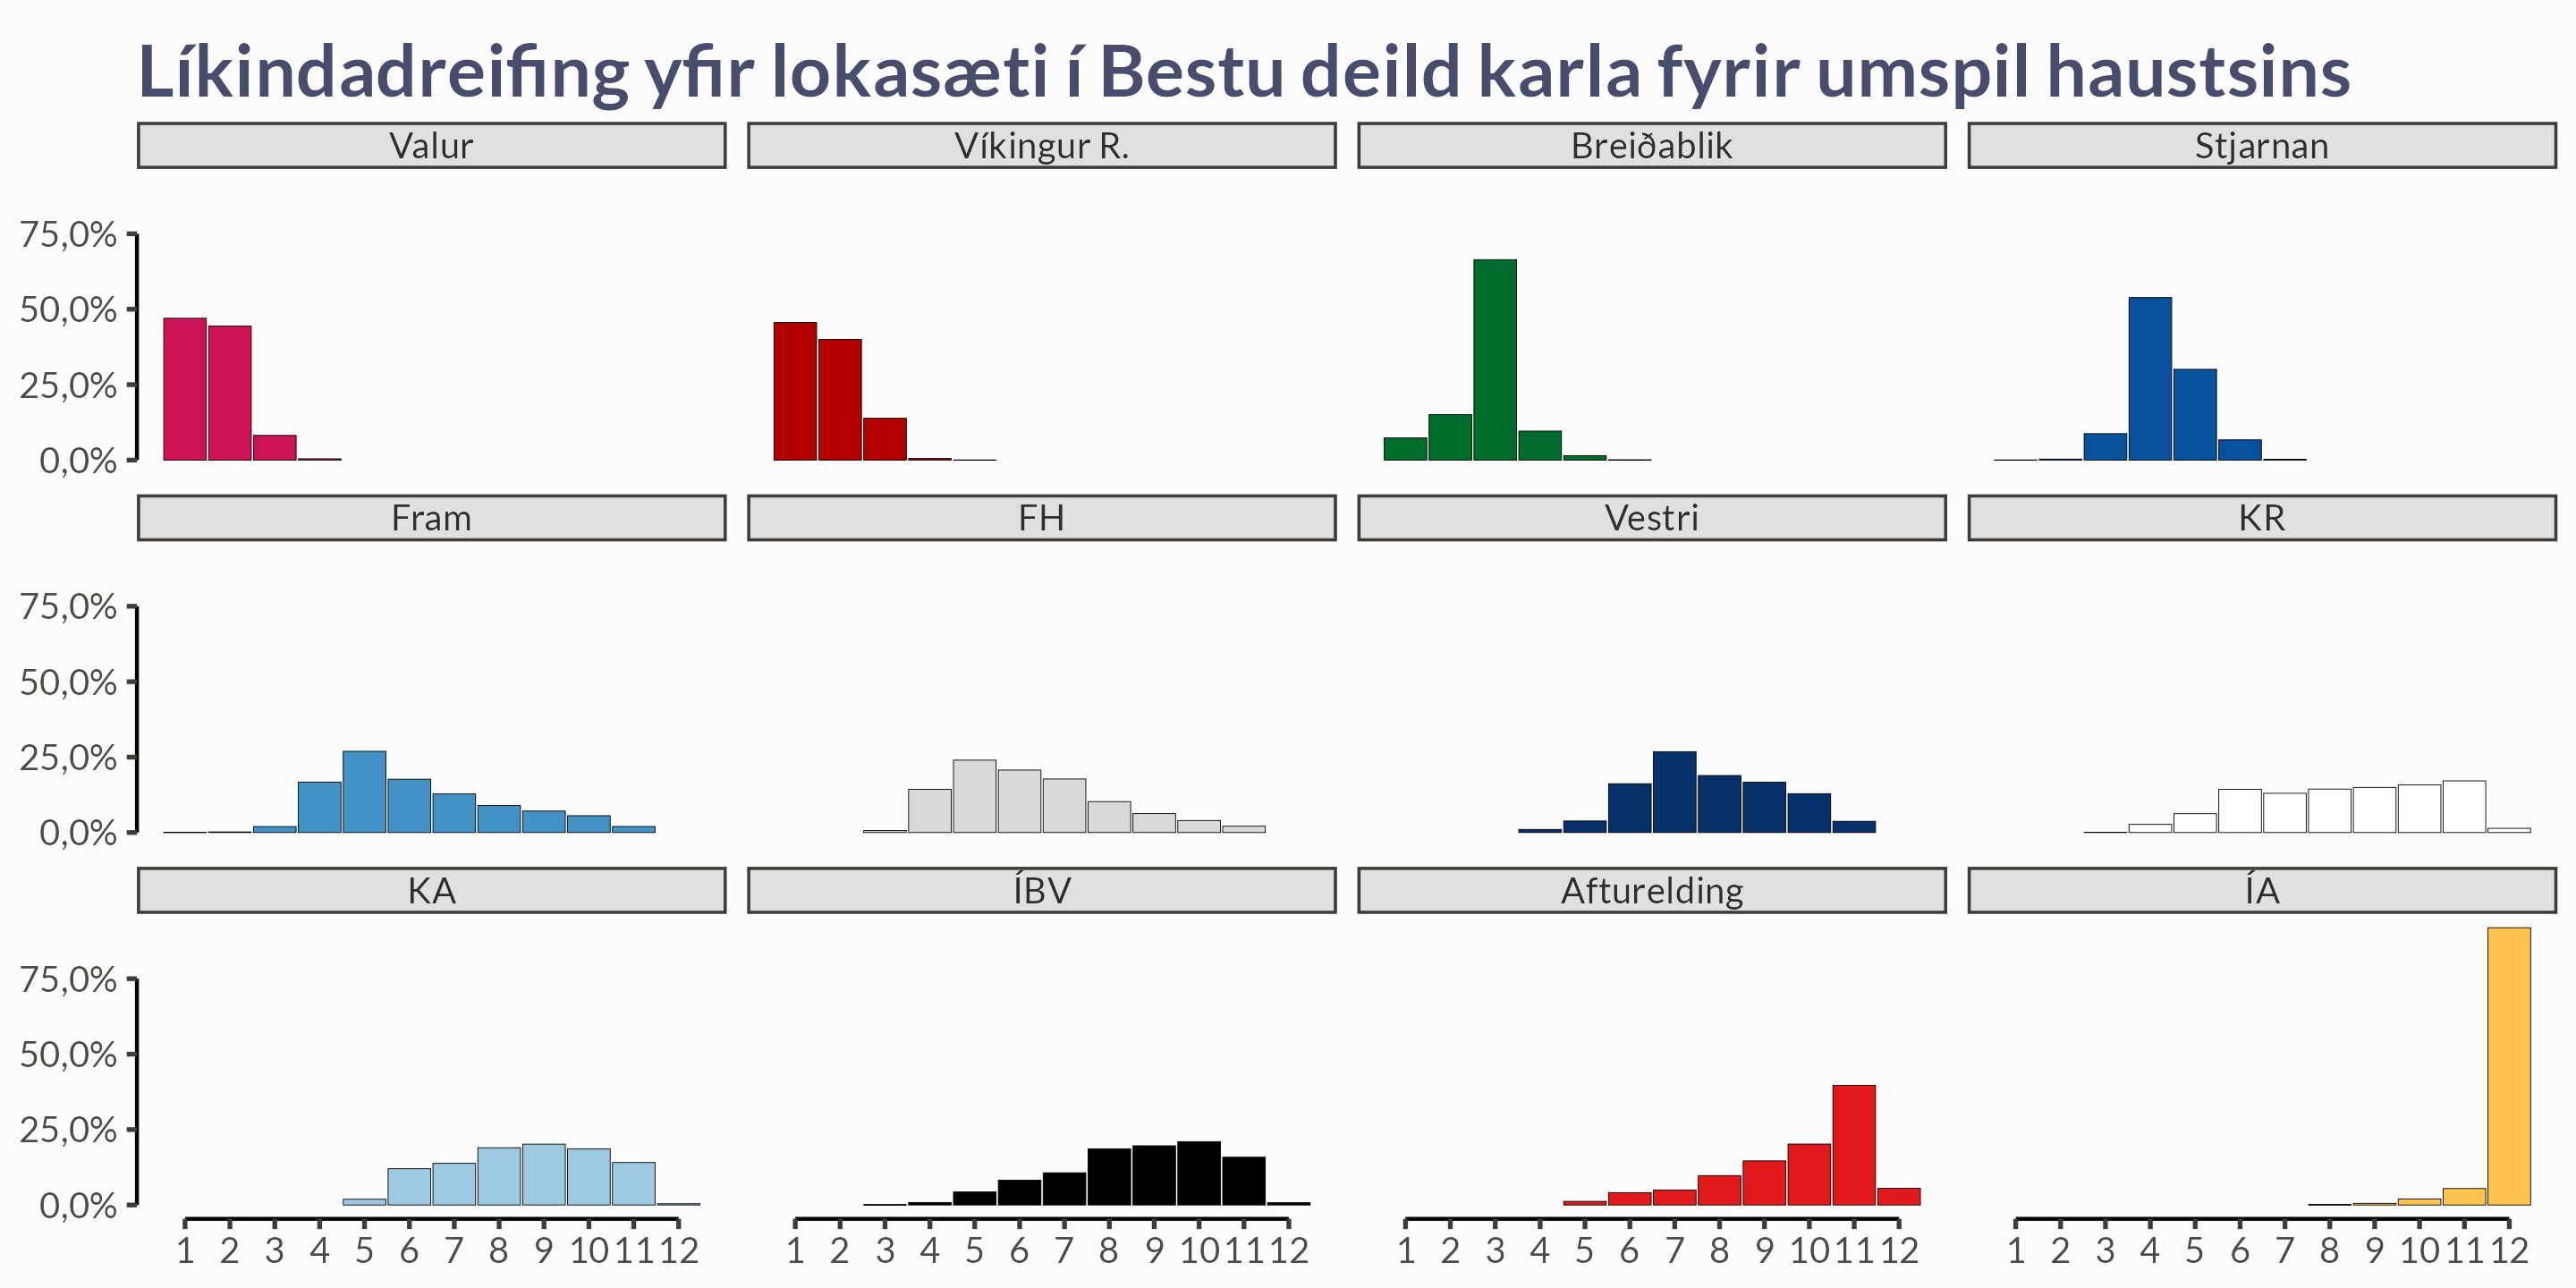 Líkindadreifing yfir lokasæti í Bestu deild karla fyrir umspil haustsins
Valur
Víkingur R.
Breiðablik
Stjarnan
75,0%
50,0%
25,0%
0,0%
Fram
FH
Vestri
KR
75,0%
50,0%
25,0%
0,0%
KA
ÍBV
Afturelding
ÍA
75,0%
50,0%
25,0%
0,0%
1 2 3 4 5 6 7 8 9 10 11 12
1 2 3 4 5 6 7 8 9 10 11 12
1 2 3 4 5 6 7 8 9 10 11 12
1 2 3 4 5 6 7 8 9 10 11 12